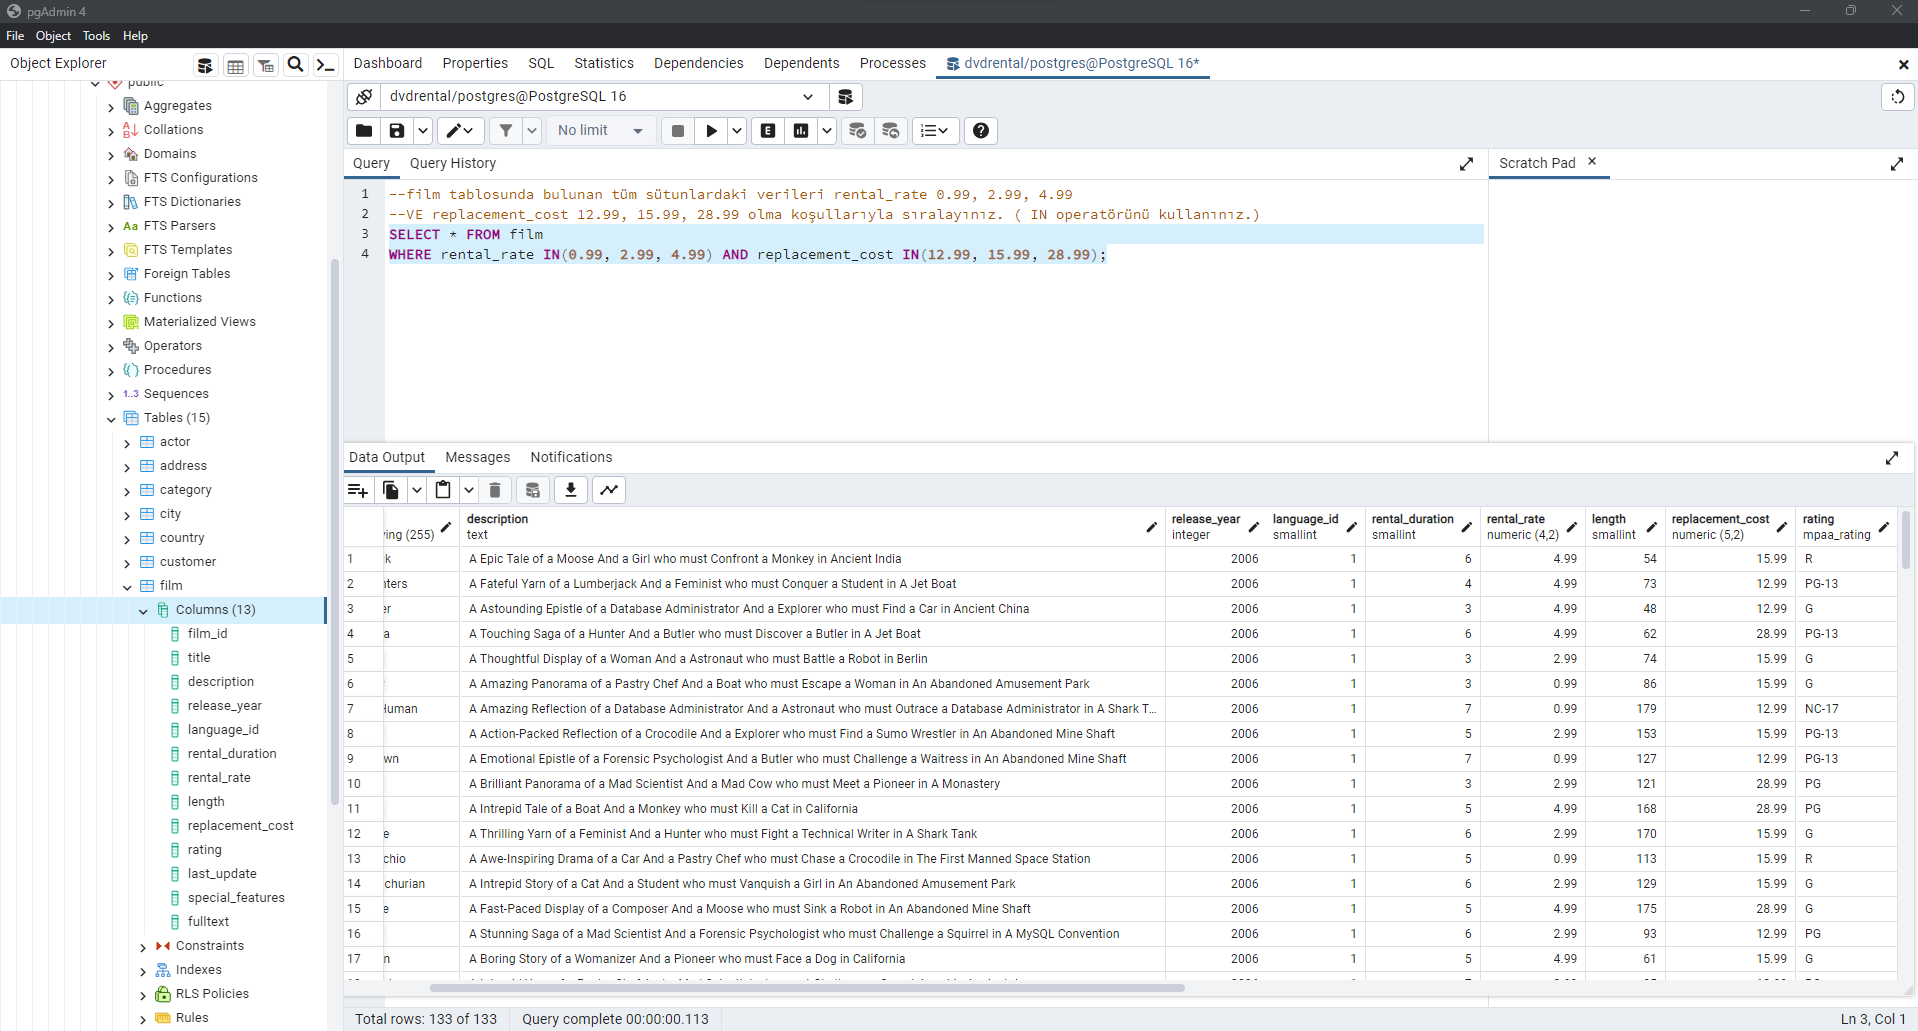 pgAdmin 4
File Object Tools Help
Object Explorer
Dashboard Properties SQL Statistics Dependencies Dependents Processes dvdrental/postgres@PostgreSQL 16*
public
Aggregates
Collations
Domains
FTS Configurations
FTS Dictionaries
FTS Parsers
FTS Templates
Foreign Tables
Functions
Materialized Views
Operators
Procedures
1..3 Sequences
Tables (15)
actor
address
category
city
country
customer
film
Columns (13)
film_id
title
description
release_year
language_id
rental_duration
rental_rate
length
replacement_cost
rating
last_update
special_features
fulltext
Constraints
Indexes
RLS Policies
Rules
dvdrental/postgres@PostgreSQL 16
No limit
Query Query History
Scratch Pad
1 --film tablosunda bulunan tüm sütunlardaki verileri rental_rate 0.99, 2.99, 4.99
2 --VE replacement_cost 12.99, 15.99, 28.99 olma koşullarıyla sıralayınız. ( IN operatörünü kullanınız.)
3 SELECT * FROM film
4 WHERE rental_rate IN(0.99, 2.99, 4.99) AND replacement_cost IN(12.99, 15.99, 28.99);
Data Output Messages Notifications
description release_year language_id rental_duration rental_rate length replacement_cost rating
ying (255) text integer smallint smallint numeric (4,2) smallint numeric (5,2) mpaa_rating
1 k A Epic Tale of a Moose And a Girl who must Confront a Monkey in Ancient India 2006 1 6 4.99 54 15.99 R
2 nters A Fateful Yarn of a Lumberjack And a Feminist who must Conquer a Student in A Jet Boat 2006 1 4 4.99 73 12.99 PG-13
3 er A Astounding Epistle of a Database Administrator And a Explorer who must Find a Car in Ancient China 2006 1 3 4.99 48 12.99 G
4 a A Touching Saga of a Hunter And a Butler who must Discover a Butler in A Jet Boat 2006 1 6 4.99 62 28.99 PG-13
5 A Thoughtful Display of a Woman And a Astronaut who must Battle a Robot in Berlin 2006 1 3 2.99 74 15.99 G
6 A Amazing Panorama of a Pastry Chef And a Boat who must Escape a Woman in An Abandoned Amusement Park 2006 1 3 0.99 86 15.99 G
7 Human A Amazing Reflection of a Database Administrator And a Astronaut who must Outrace a Database Administrator in A Shark T... 2006 1 7 0.99 179 12.99 NC-17
8 A Action-Packed Reflection of a Crocodile And a Explorer who must Find a Sumo Wrestler in An Abandoned Mine Shaft 2006 1 5 2.99 153 15.99 PG-13
9 wn A Emotional Epistle of a Forensic Psychologist And a Butler who must Challenge a Waitress in An Abandoned Mine Shaft 2006 1 7 0.99 127 12.99 PG-13
10 A Brilliant Panorama of a Mad Scientist And a Mad Cow who must Meet a Pioneer in A Monastery 2006 1 3 2.99 121 28.99 PG
11 A Intrepid Tale of a Boat And a Monkey who must Kill a Cat in California 2006 1 5 4.99 168 28.99 PG
12 e A Thrilling Yarn of a Feminist And a Hunter who must Fight a Technical Writer in A Shark Tank 2006 1 6 2.99 170 15.99 G
13 chio A Awe-Inspiring Drama of a Car And a Pastry Chef who must Chase a Crocodile in The First Manned Space Station 2006 1 5 0.99 113 15.99 R
14 churian A Intrepid Story of a Cat And a Student who must Vanquish a Girl in An Abandoned Amusement Park 2006 1 6 2.99 129 15.99 G
15 e A Fast-Paced Display of a Composer And a Moose who must Sink a Robot in An Abandoned Mine Shaft 2006 1 5 4.99 175 28.99 G
16 A Stunning Saga of a Mad Scientist And a Forensic Psychologist who must Challenge a Squirrel in A MySQL Convention 2006 1 6 2.99 93 12.99 PG
17 n A Boring Story of a Womanizer And a Pioneer who must Face a Dog in California 2006 1 5 4.99 61 15.99 G
Total rows: 133 of 133 Query complete 00:00:00.113 Ln 3, Col 1